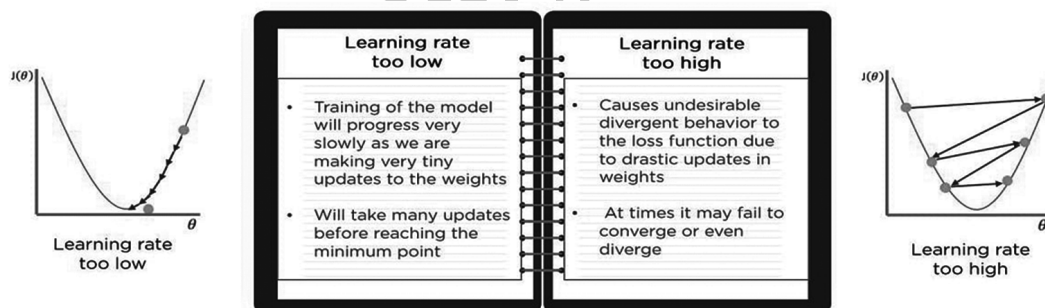 Learning rate
too low
• Training of the model
will progress very
slowly as we are
making very tiny
updates to the weights
• Will take many updates
before reaching the
minimum point
Learning rate
too high
• Causes undesirable
divergent behavior to
the loss function due
to drastic updates in
weights
• At times it may fail to
converge or even
diverge
J(θ)
θ
Learning rate
too low
J(θ)
θ
Learning rate
too high